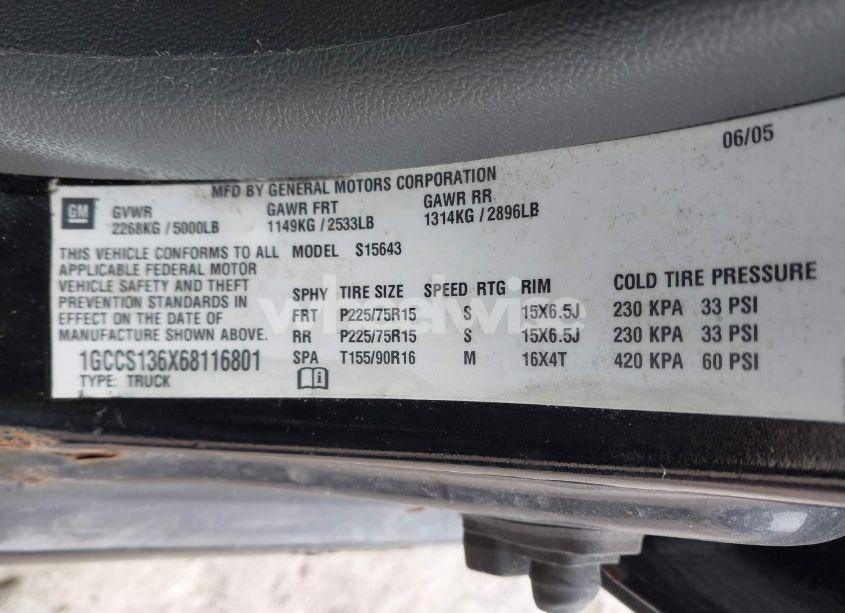 06/05
MFD BY GENERAL MOTORS CORPORATION
GM GVWR GAWR FRT GAWR RR
2268KG / 5000LB 1149KG / 2533LB 1314KG / 2896LB
THIS VEHICLE CONFORMS TO ALL MODEL S15643
APPLICABLE FEDERAL MOTOR
VEHICLE SAFETY AND THEFT
PREVENTION STANDARDS IN
EFFECT ON THE DATE OF
MANUFACTURE SHOWN ABOVE.
1GCCS136X68116801
TYPE: TRUCK
SPHY TIRE SIZE SPEED RTG RIM COLD TIRE PRESSURE
FRT P225/75R15 S 15X6.5J 230 KPA 33 PSI
RR P225/75R15 S 15X6.5J 230 KPA 33 PSI
SPA T155/90R16 M 16X4T 420 KPA 60 PSI
i
wheelwise